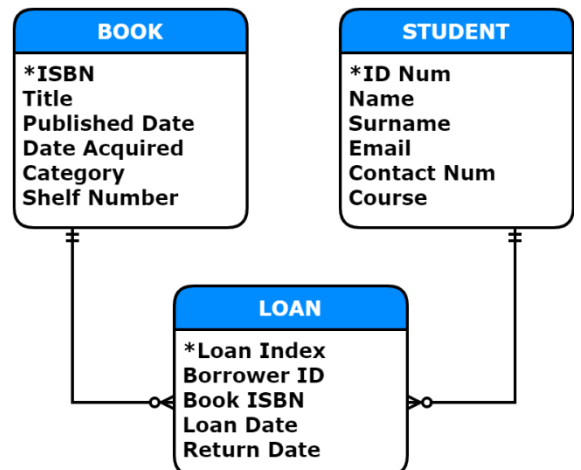 BOOK
*ISBN
Title
Published Date
Date Acquired
Category
Shelf Number
STUDENT
*ID Num
Name
Surname
Email
Contact Num
Course
LOAN
*Loan Index
Borrower ID
Book ISBN
Loan Date
Return Date